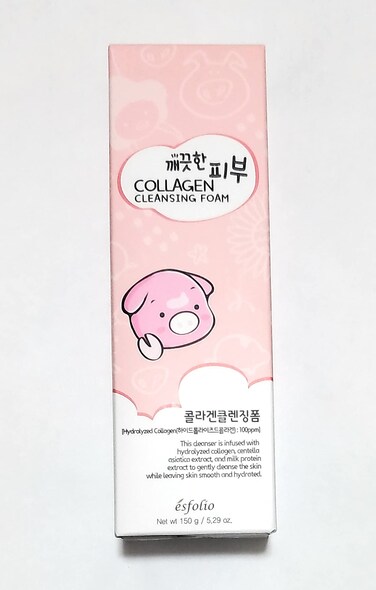 깨끗한 피부
COLLAGEN
CLEANSING FOAM
콜라겐클렌징폼
[Hydrolyzed Collagen(하이드롤라이즈드콜라겐) : 100ppm]
This cleanser is infused with
hydrolyzed collagen, centella
asiatica extract, and milk protein
extract to gently cleanse the skin
while leaving skin smooth and hydrated.
ésfolio
Net wt 150 g / 5.29 oz.